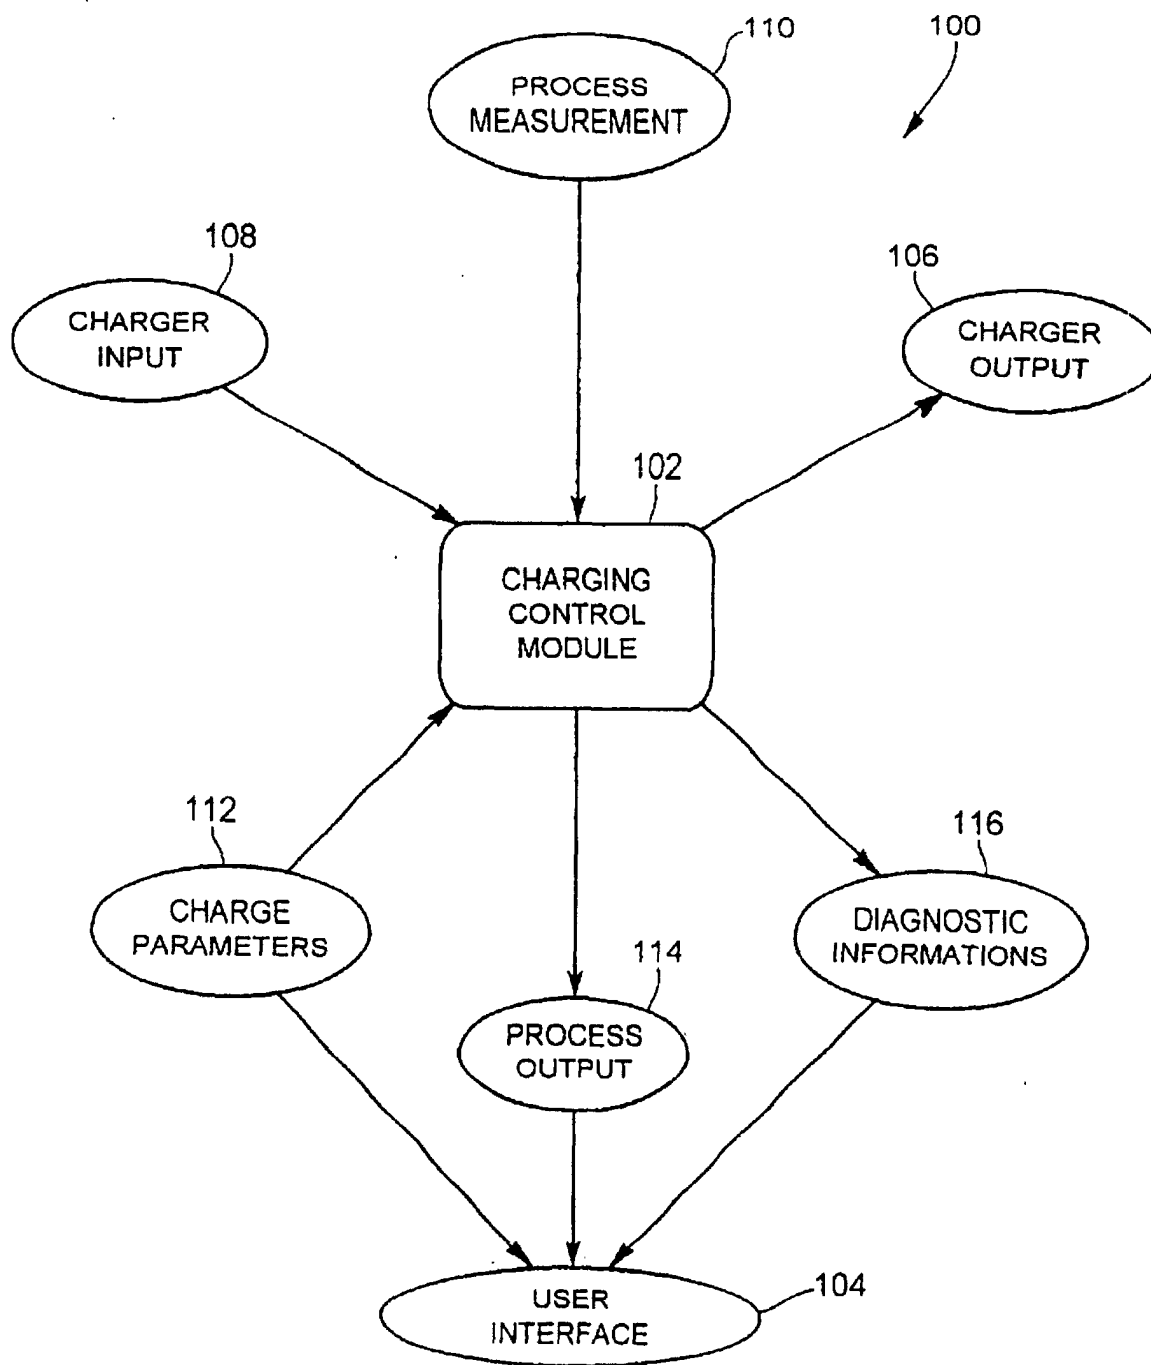 110
100
PROCESS
MEASUREMENT
108
106
CHARGER
INPUT
CHARGER
OUTPUT
102
CHARGING
CONTROL
MODULE
112
116
CHARGE
PARAMETERS
DIAGNOSTIC
INFORMATIONS
114
PROCESS
OUTPUT
USER
INTERFACE
104